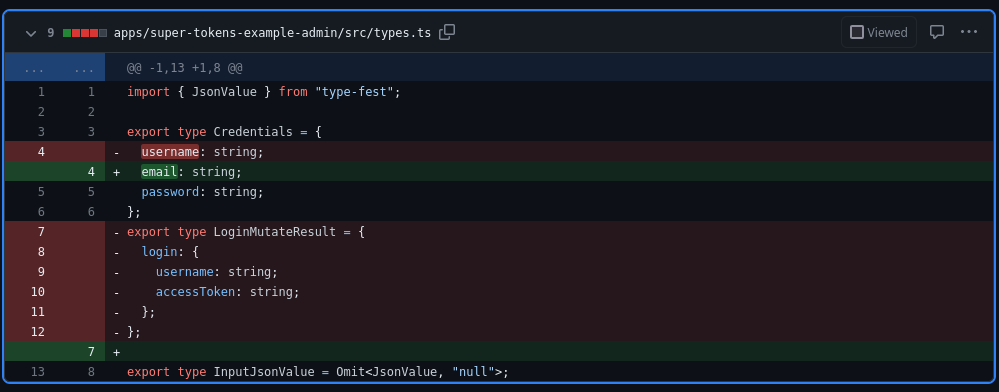 9 apps/super-tokens-example-admin/src/types.ts Viewed ...
... ... @@ -1,13 +1,8 @@
1 1 import { JsonValue } from "type-fest";
2 2
3 3 export type Credentials = {
4 - username: string;
4 + email: string;
5 5 password: string;
6 6 };
7 - export type LoginMutateResult = {
8 - login: {
9 - username: string;
10 - accessToken: string;
11 - };
12 - };
7 +
13 8 export type InputJsonValue = Omit<JsonValue, "null">;